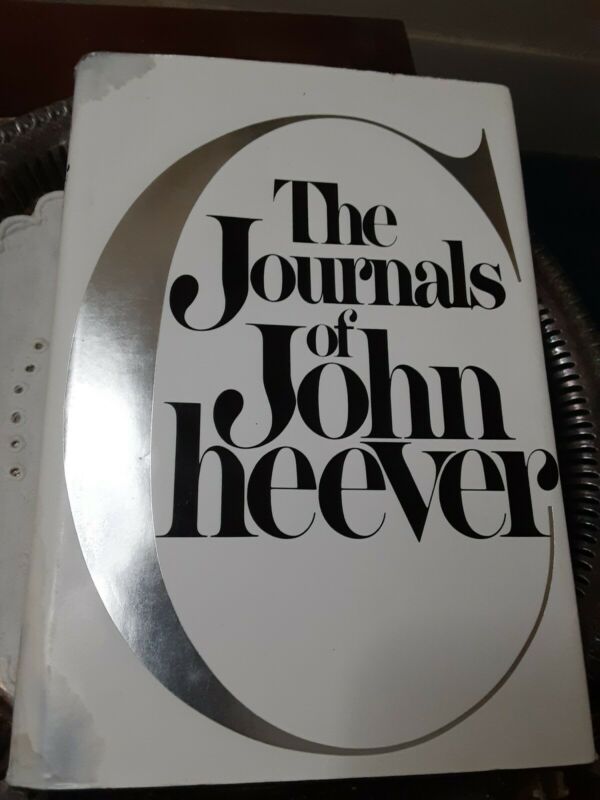 The
Journals
of
John
Cheever